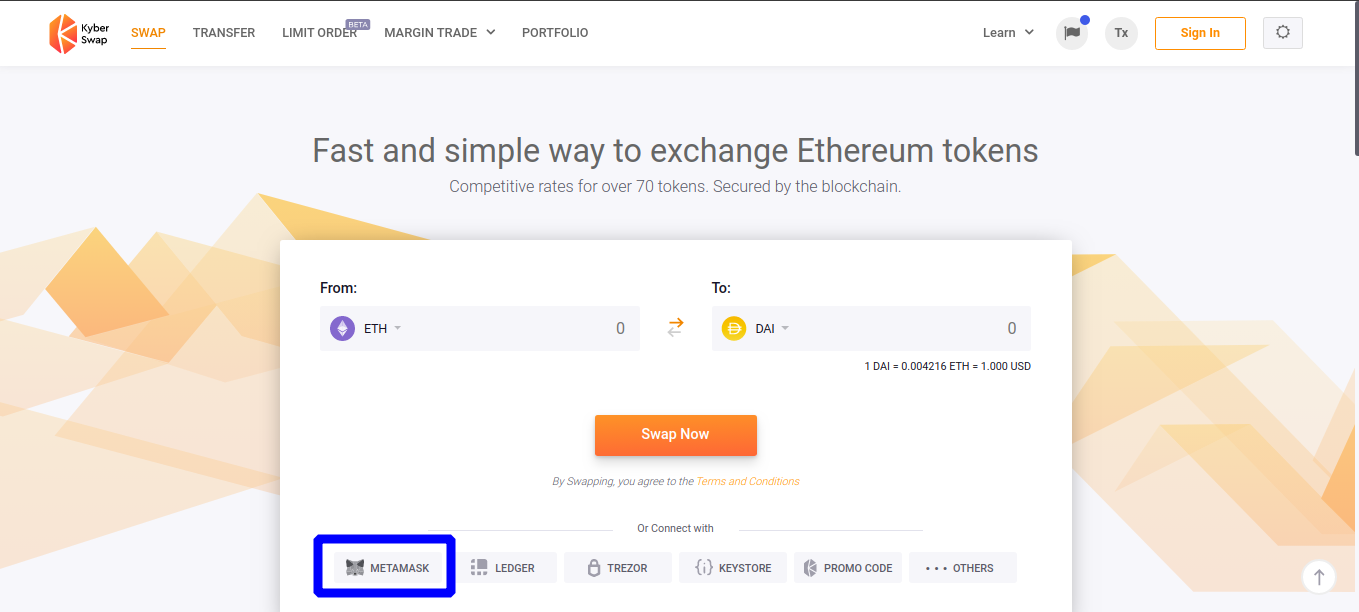 Kyber
Swap
SWAP TRANSFER LIMIT ORDER BETA MARGIN TRADE PORTFOLIO Learn Tx Sign In
Fast and simple way to exchange Ethereum tokens
Competitive rates for over 70 tokens. Secured by the blockchain.
From: To:
ETH 0 DAI 0
1 DAI = 0.004216 ETH = 1.000 USD
Swap Now
By Swapping, you agree to the Terms and Conditions
Or Connect with
METAMASK LEDGER TREZOR KEYSTORE PROMO CODE OTHERS